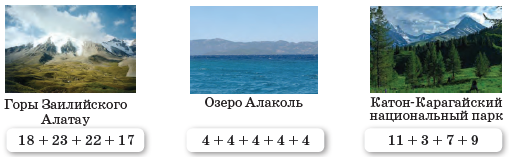 Горы Заилийского
Алатау
18 + 23 + 22 + 17
Озеро Алаколь
4 + 4 + 4 + 4 + 4
Катон-Карагайский
национальный парк
11 + 3 + 7 + 9